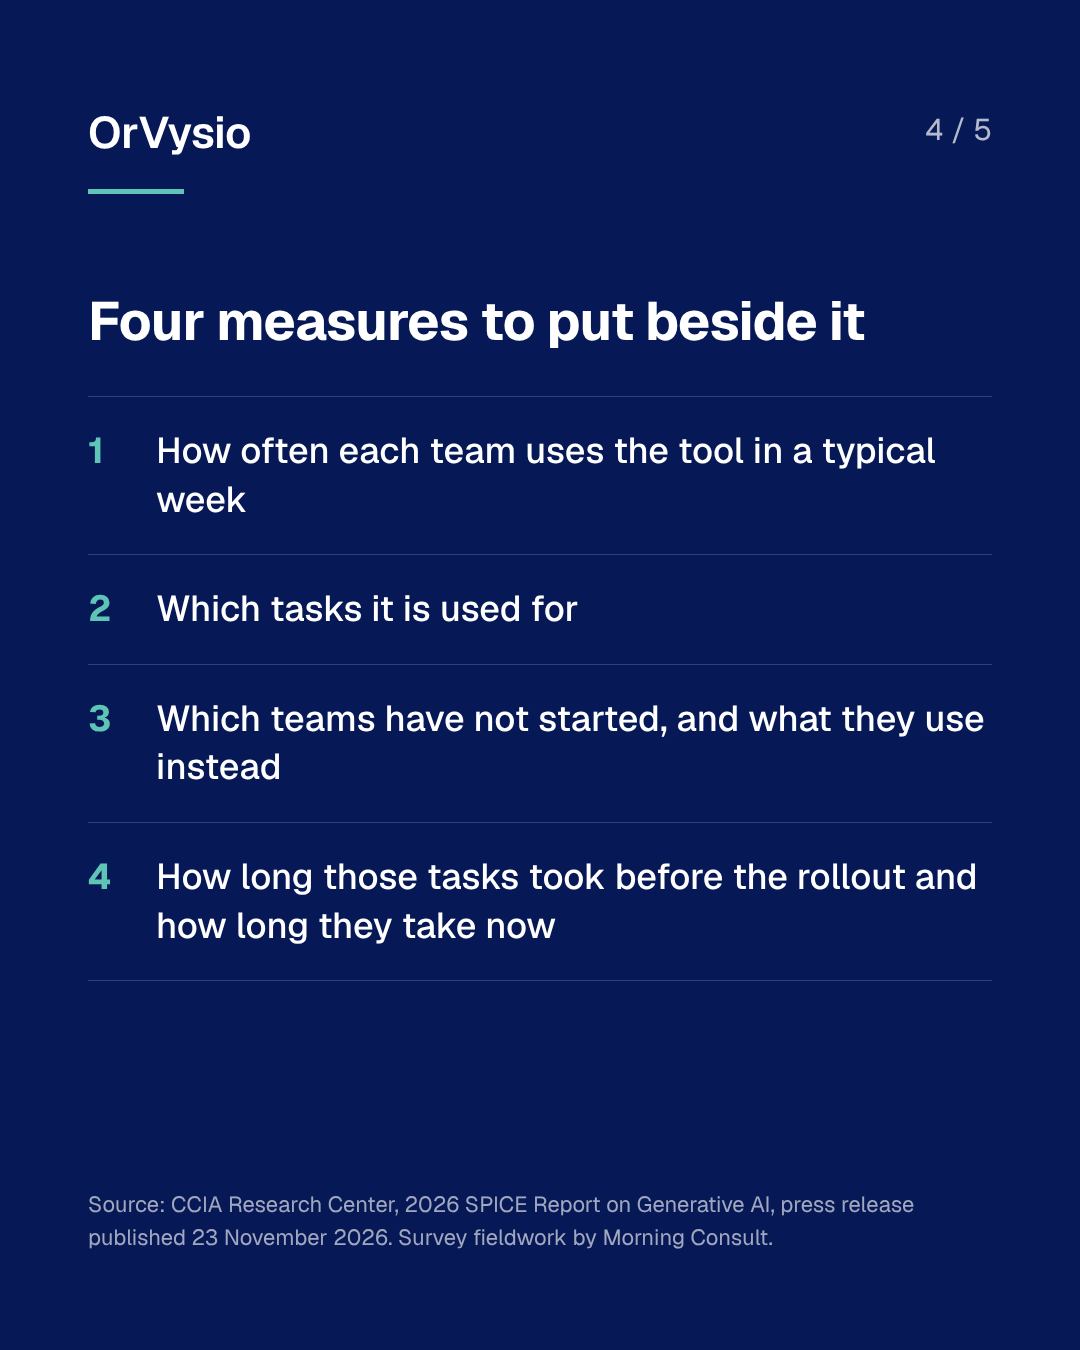 OrVysio
4 / 5
Four measures to put beside it
1 How often each team uses the tool in a typical
week
2 Which tasks it is used for
3 Which teams have not started, and what they use
instead
4 How long those tasks took before the rollout and
how long they take now
Source: CCIA Research Center, 2026 SPICE Report on Generative AI, press release
published 23 November 2026. Survey fieldwork by Morning Consult.